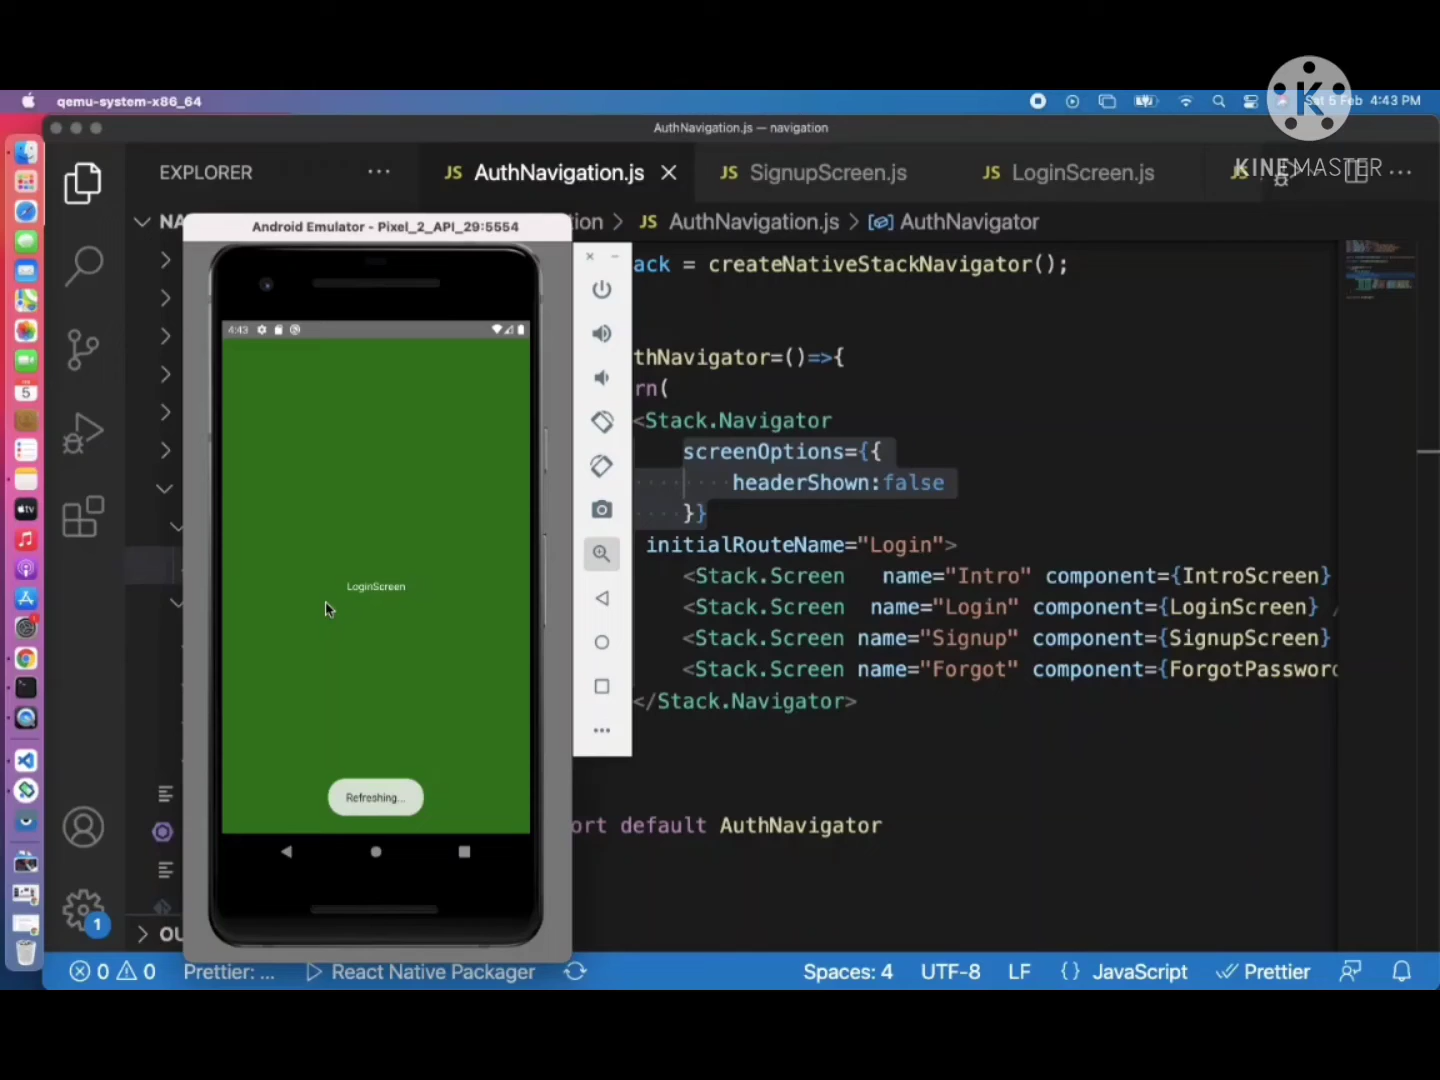 qemu-system-x86_64
Sat 5 Feb 4:43 PM
KINEMASTER
AuthNavigation.js — navigation
EXPLORER
AuthNavigation.js
SignupScreen.js
LoginScreen.js
JS AuthNavigation.js > AuthNavigator
Android Emulator - Pixel_2_API_29:5554
ack = createNativeStackNavigator();
4:43
thNavigator=()=>{
rn(
<Stack.Navigator
screenOptions={{
headerShown:false
}}
initialRouteName="Login">
<Stack.Screen name="Intro" component={IntroScreen}
<Stack.Screen name="Login" component={LoginScreen} /
<Stack.Screen name="Signup" component={SignupScreen}
<Stack.Screen name="Forgot" component={ForgotPassword
</Stack.Navigator>
LoginScreen
Refreshing...
ort default AuthNavigator
OU
1
0 0 Prettier: ... React Native Packager Spaces: 4 UTF-8 LF {} JavaScript Prettier